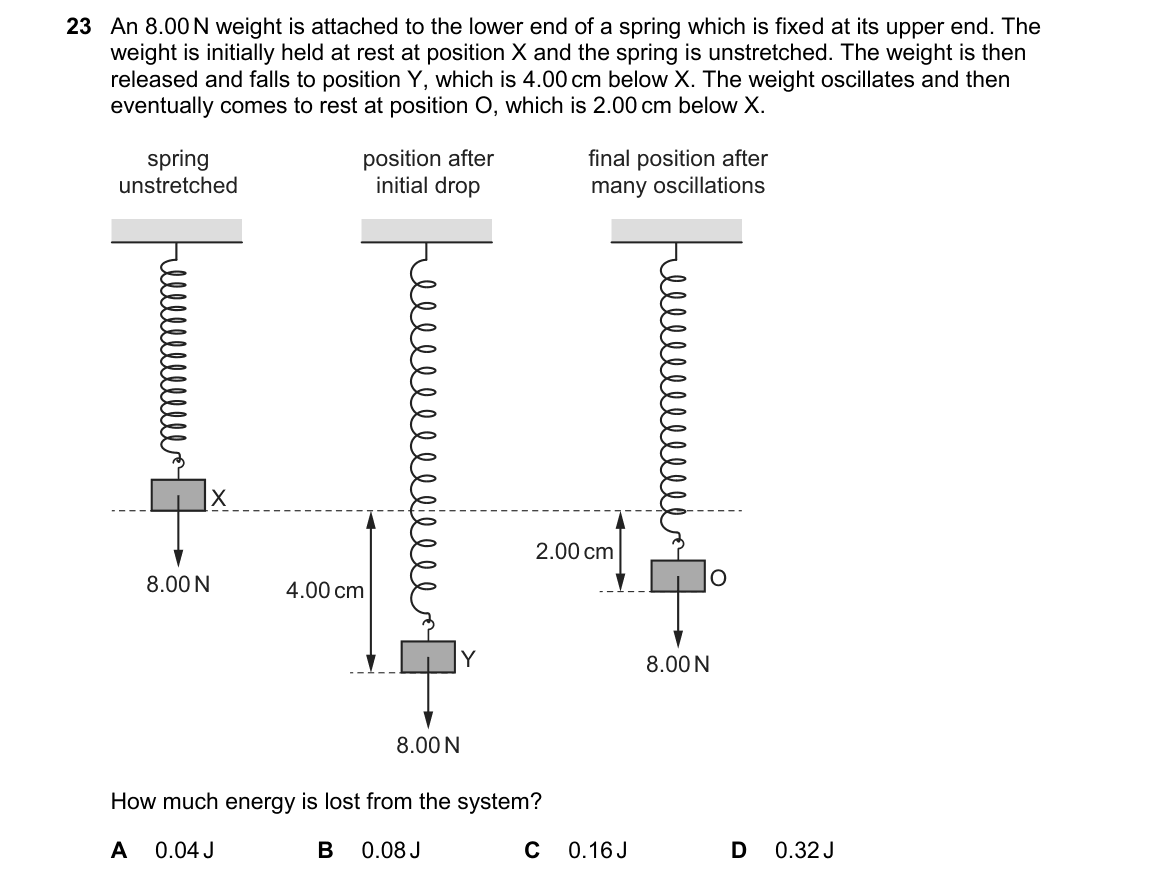 23 An 8.00 N weight is attached to the lower end of a spring which is fixed at its upper end. The
weight is initially held at rest at position X and the spring is unstretched. The weight is then
released and falls to position Y, which is 4.00 cm below X. The weight oscillates and then
eventually comes to rest at position O, which is 2.00 cm below X.
spring
unstretched
position after
initial drop
final position after
many oscillations
X
8.00 N
4.00 cm
Y
8.00 N
2.00 cm
O
8.00 N
How much energy is lost from the system?
A 0.04 J B 0.08 J C 0.16 J D 0.32 J